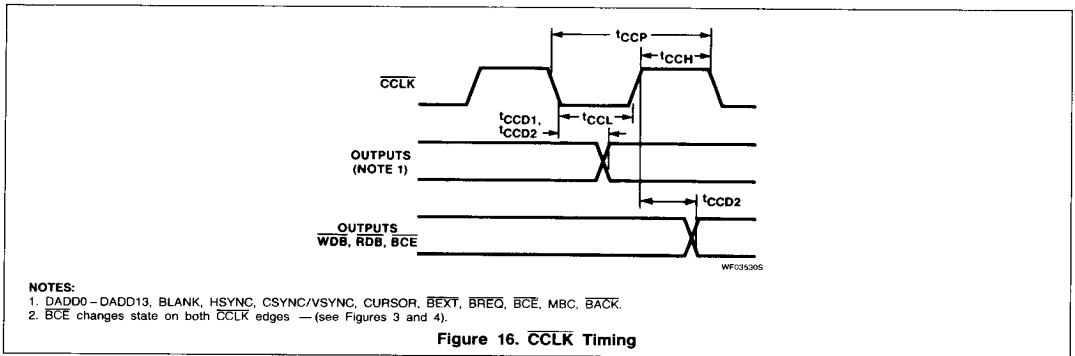 tCCP
tCCH
CCLK
tCCD1,
tCCD2
tCCL
OUTPUTS
(NOTE 1)
tCCD2
OUTPUTS
WDB, RDB, BCE
WF03530S
NOTES:
1. DADD0 – DADD13, BLANK, HSYNC, CSYNC/VSYNC, CURSOR, BEXT, BREQ, BCE, MBC, BACK.
2. BCE changes state on both CCLK edges — (see Figures 3 and 4).
Figure 16. CCLK Timing